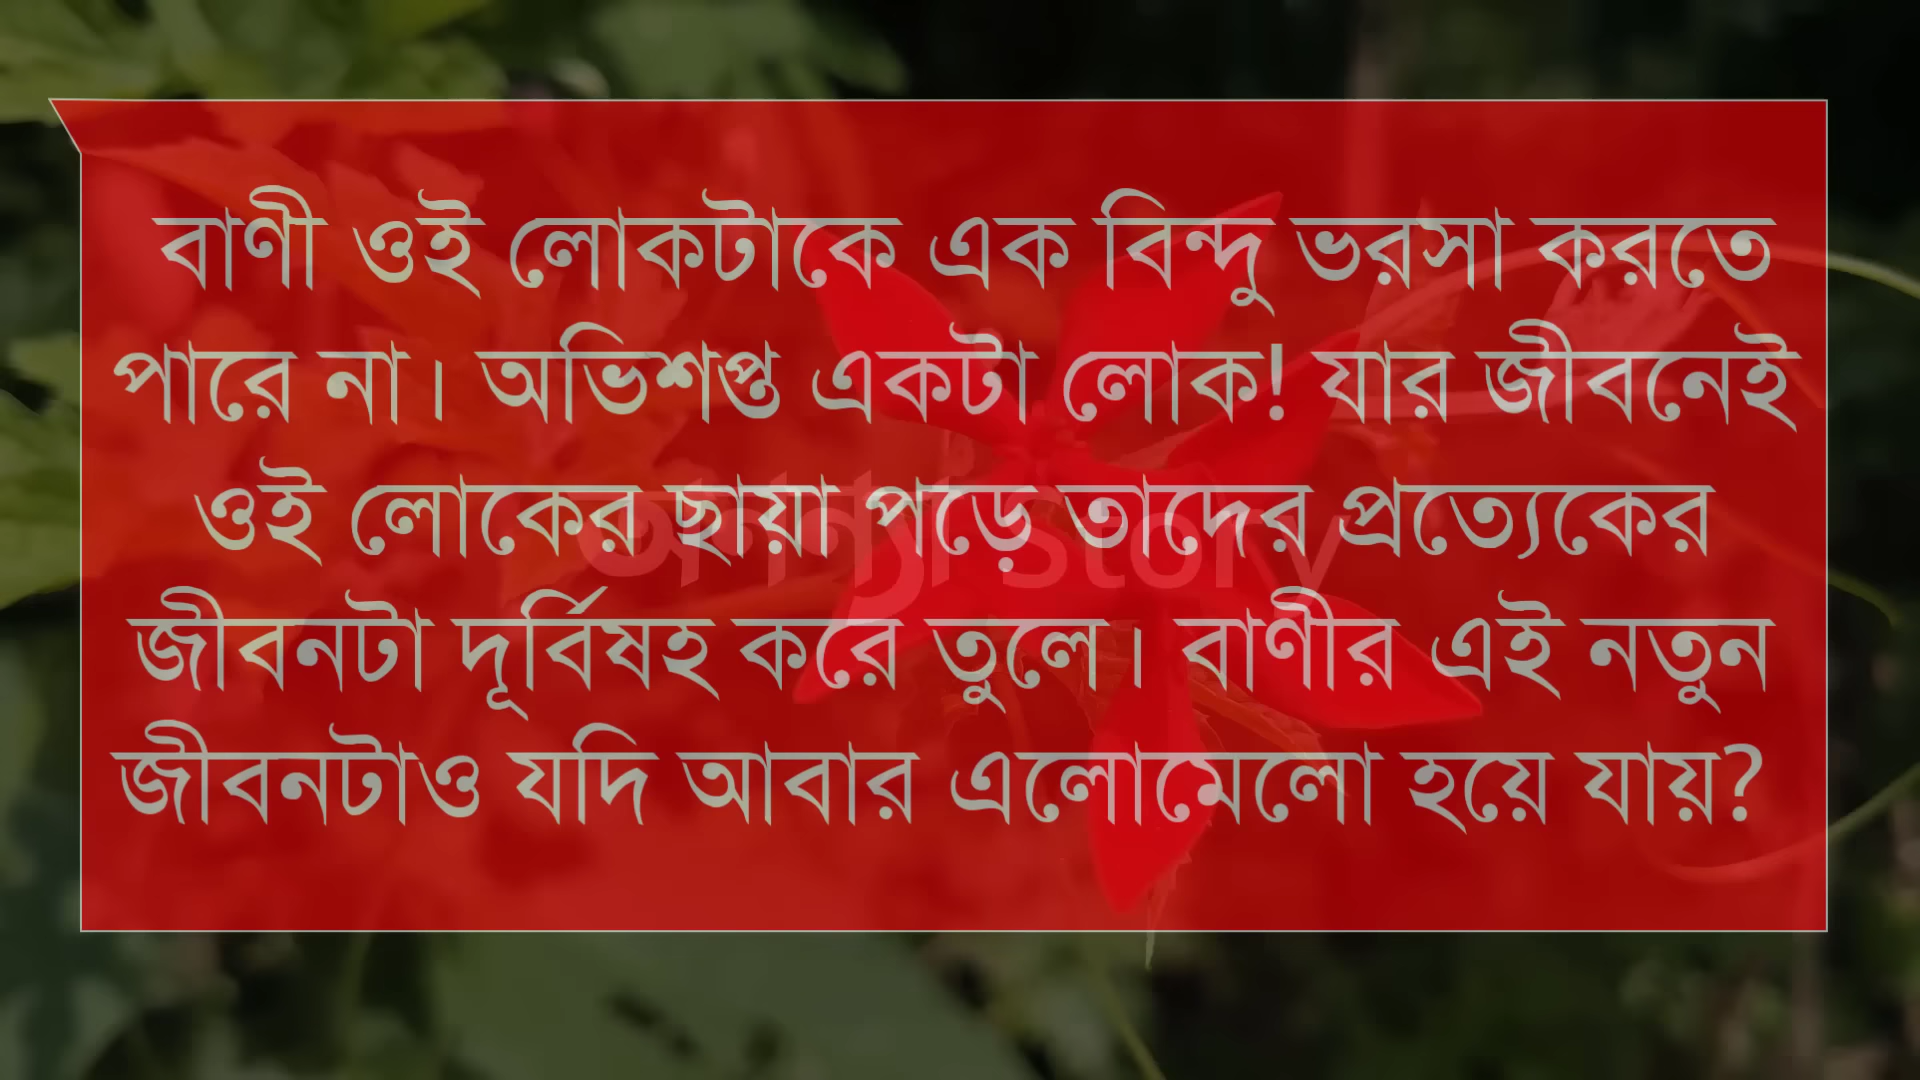 বাণী ওই লোকটাকে এক বিন্দু ভরসা করতে
পারে না। অভিশপ্ত একটা লোক! যার জীবনেই
ওই লোকের ছায়া পড়ে তাদের প্রত্যেকের
জীবনটা দূর্বিষহ করে তুলে। বাণীর এই নতুন
জীবনটাও যদি আবার এলোমেলো হয়ে যায়?
story